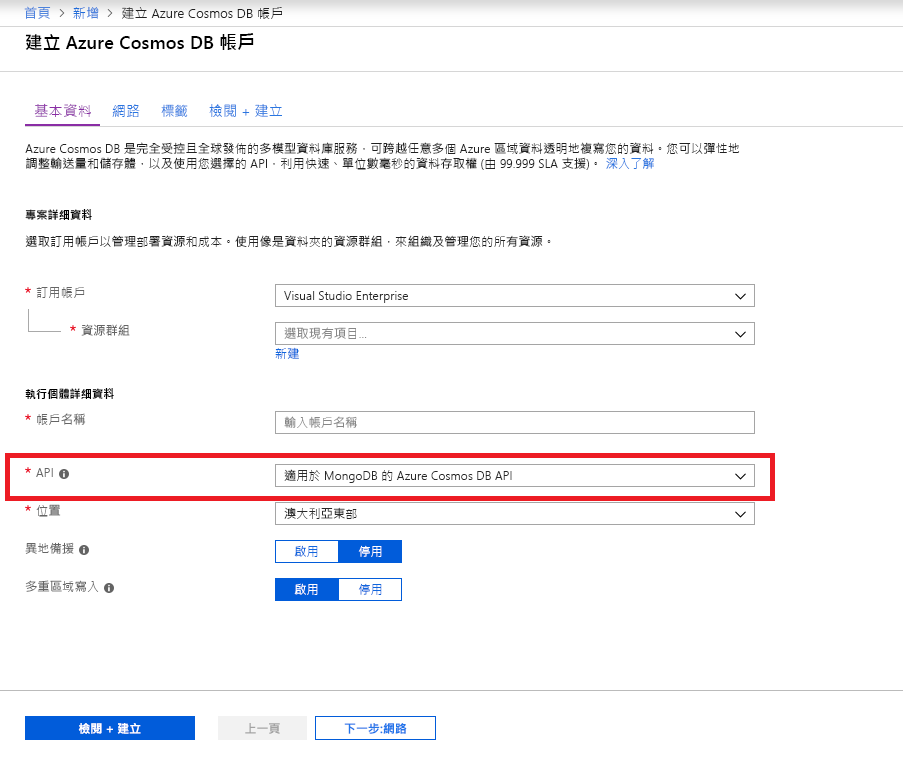 首頁 > 新增 > 建立 Azure Cosmos DB 帳戶
建立 Azure Cosmos DB 帳戶
基本資料 網路 標籤 檢閱 + 建立
Azure Cosmos DB 是完全受控且全球發佈的多模型資料庫服務，可跨越任意多個 Azure 區域資料透明地複寫您的資料。您可以彈性地
調整輸送量和儲存體，以及使用您選擇的 API，利用快速、單位數毫秒的資料存取權 (由 99.999 SLA 支援)。 深入了解
專案詳細資料
選取訂用帳戶以管理部署資源和成本。使用像是資料夾的資源群組，來組織及管理您的所有資源。
* 訂用帳戶 Visual Studio Enterprise
* 資源群組 選取現有項目...
新建
執行個體詳細資料
* 帳戶名稱 輸入帳戶名稱
* API 適用於 MongoDB 的 Azure Cosmos DB API
* 位置 澳大利亞東部
異地備援 啟用 停用
多重區域寫入 啟用 停用
檢閱 + 建立 上一頁 下一步:網路